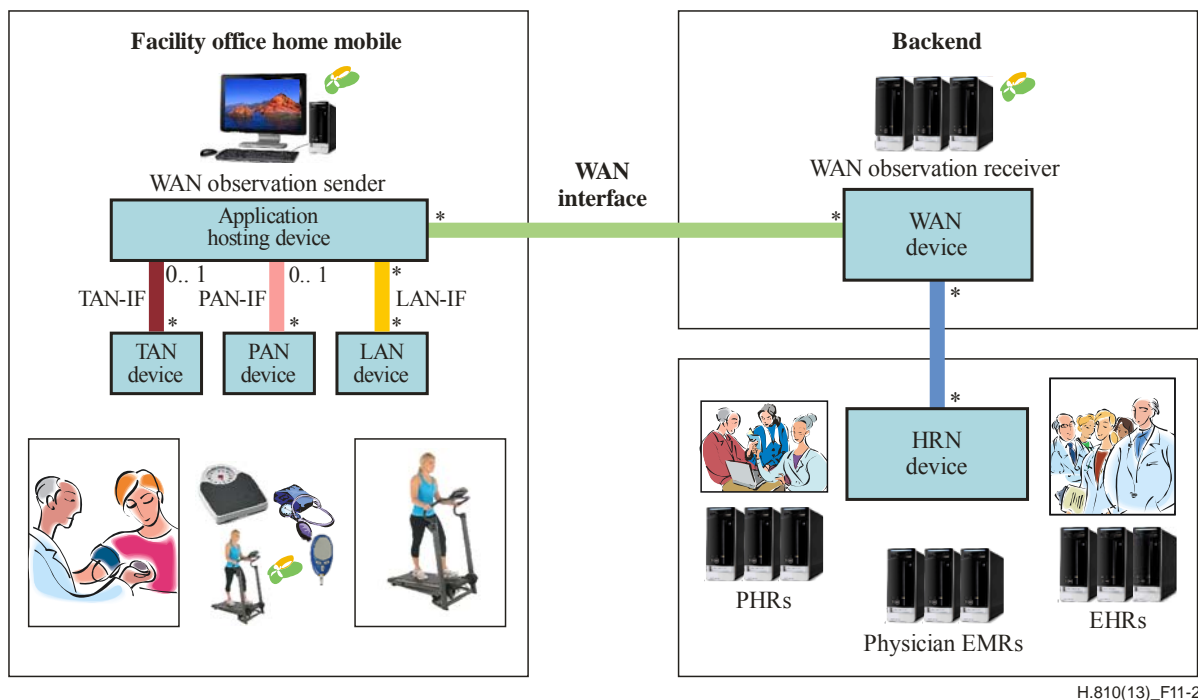 Facility office home mobile
WAN observation sender
Application
hosting device
*
0.. 1
0.. 1
*
TAN-IF
PAN-IF
LAN-IF
*
*
*
TAN
device
PAN
device
LAN
device
WAN
interface
Backend
WAN observation receiver
*
WAN
device
*
*
HRN
device
PHRs
Physician EMRs
EHRs
H.810(13)_F11-2